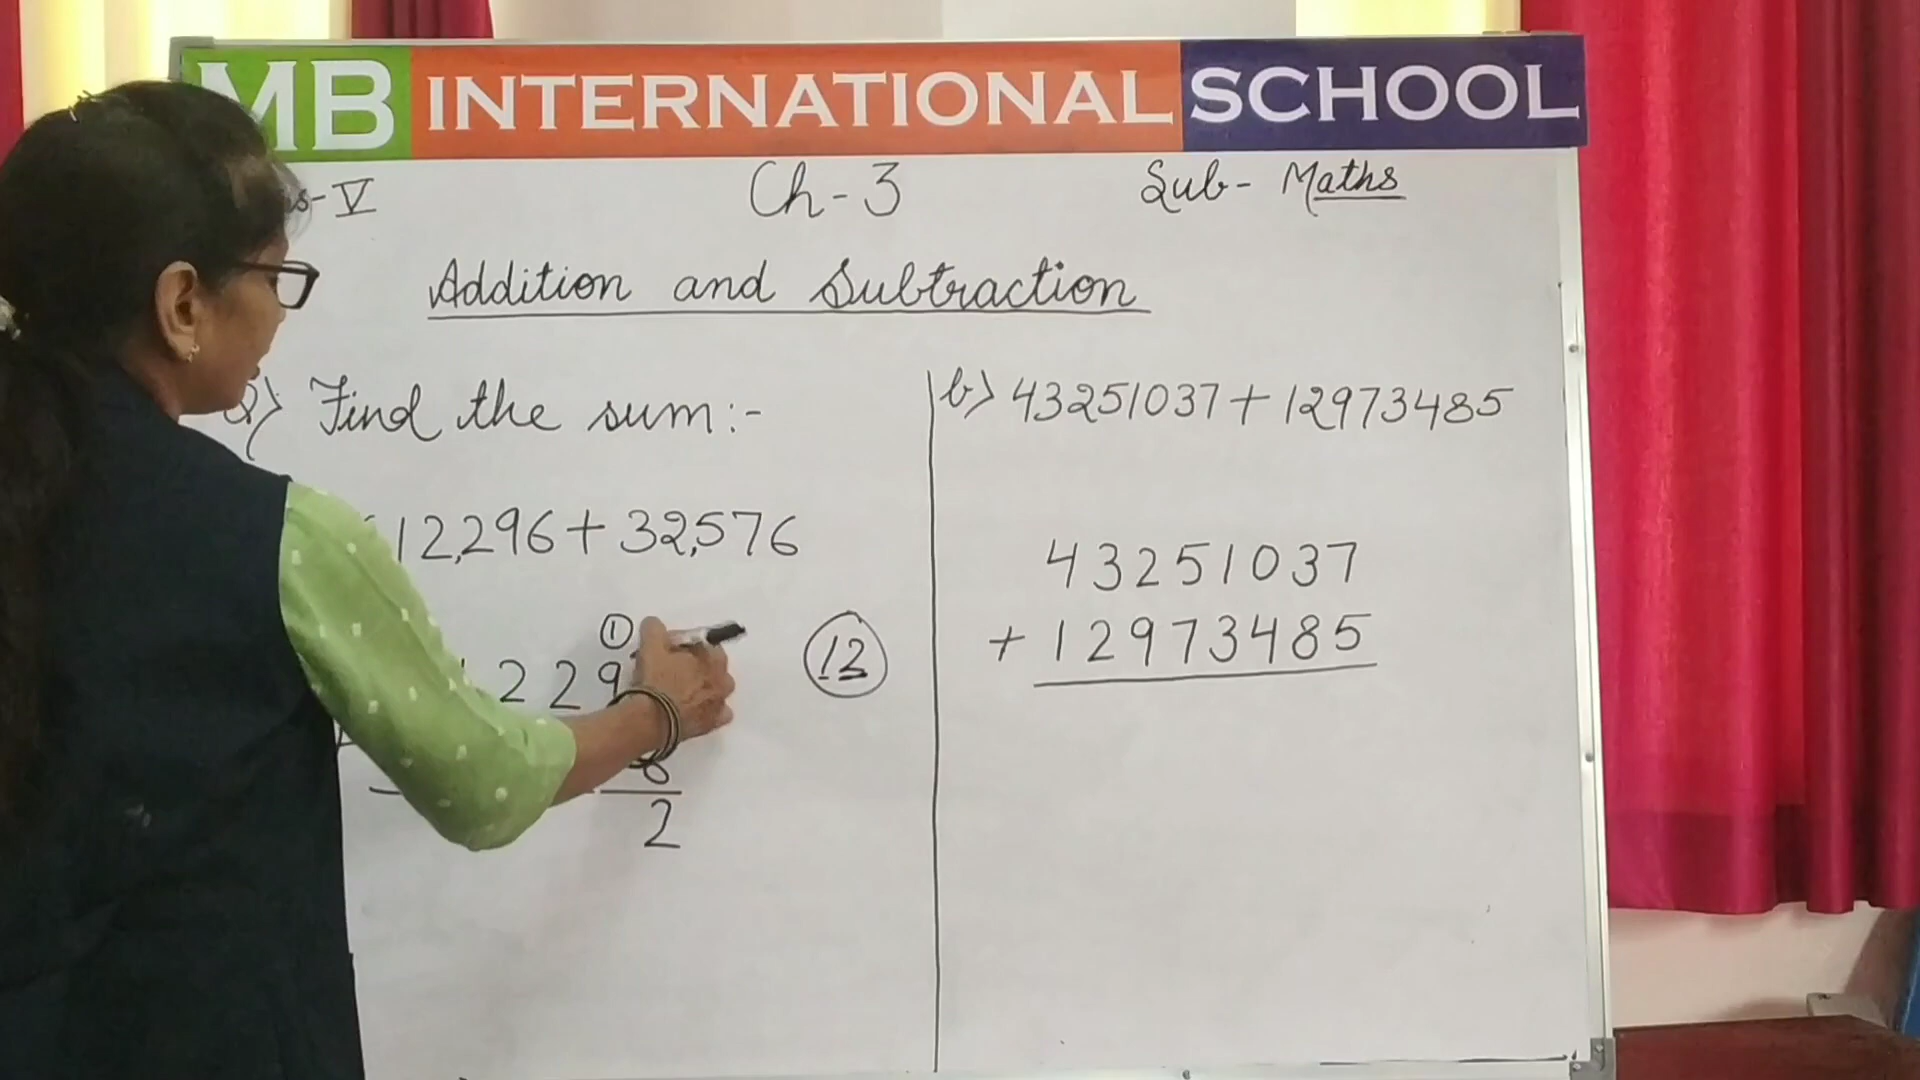 MB INTERNATIONAL SCHOOL
V
Ch-3
Sub- Maths
Addition and Subtraction
Q) Find the sum:-
12,296 + 32,576
①
2 2 9
12
6
2
b) 43251037 + 12973485
43251037
+ 12973485